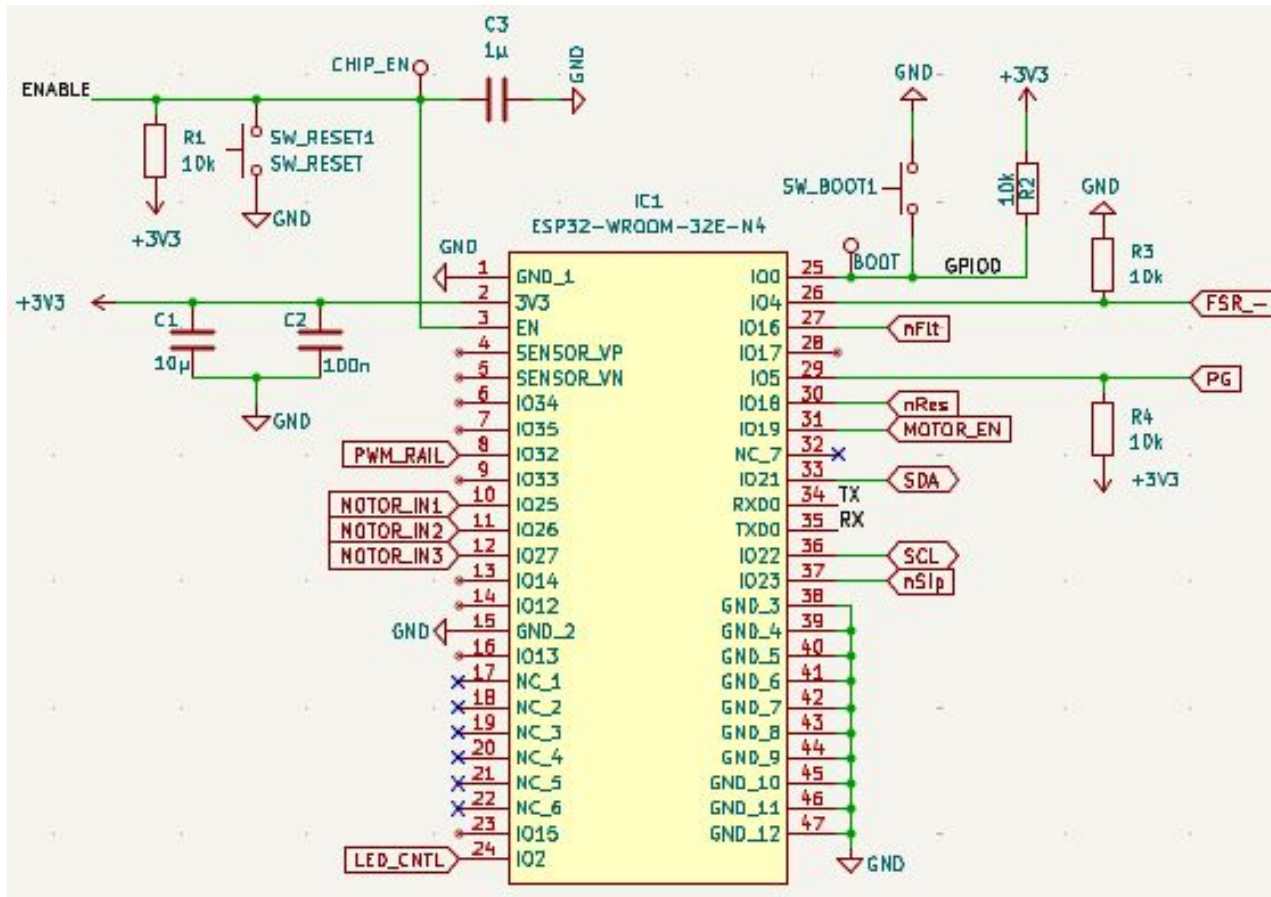 C3
1µ
GND
CHIP_EN
ENABLE
R1
10k
+3V3
SW_RESET1
SW_RESET
GND
GND
+3V3
SW_BOOT1
10k
R2
GND
R3
10k
BOOT
GPIO0
FSR_-
nFlt
PG
nRes
MOTOR_EN
R4
10k
+3V3
SDA
TX
RX
SCL
nSlp
GND
IC1
ESP32-WROOM-32E-N4
GND
+3V3
C1
10µ
C2
100n
GND
PWM_RAIL
MOTOR_IN1
MOTOR_IN2
MOTOR_IN3
GND
LED_CNTL
1 GND_1
2 3V3
3 EN
4 SENSOR_VP
5 SENSOR_VN
6 IO34
7 IO35
8 IO32
9 IO33
10 IO25
11 IO26
12 IO27
13 IO14
14 IO12
15 GND_2
16 IO13
17 NC_1
18 NC_2
19 NC_3
20 NC_4
21 NC_5
22 NC_6
23 IO15
24 IO2
IO0 25
IO4 26
IO16 27
IO17 28
IO5 29
IO18 30
IO19 31
NC_7 32
IO21 33
RXD0 34
TXD0 35
IO22 36
IO23 37
GND_3 38
GND_4 39
GND_5 40
GND_6 41
GND_7 42
GND_8 43
GND_9 44
GND_10 45
GND_11 46
GND_12 47